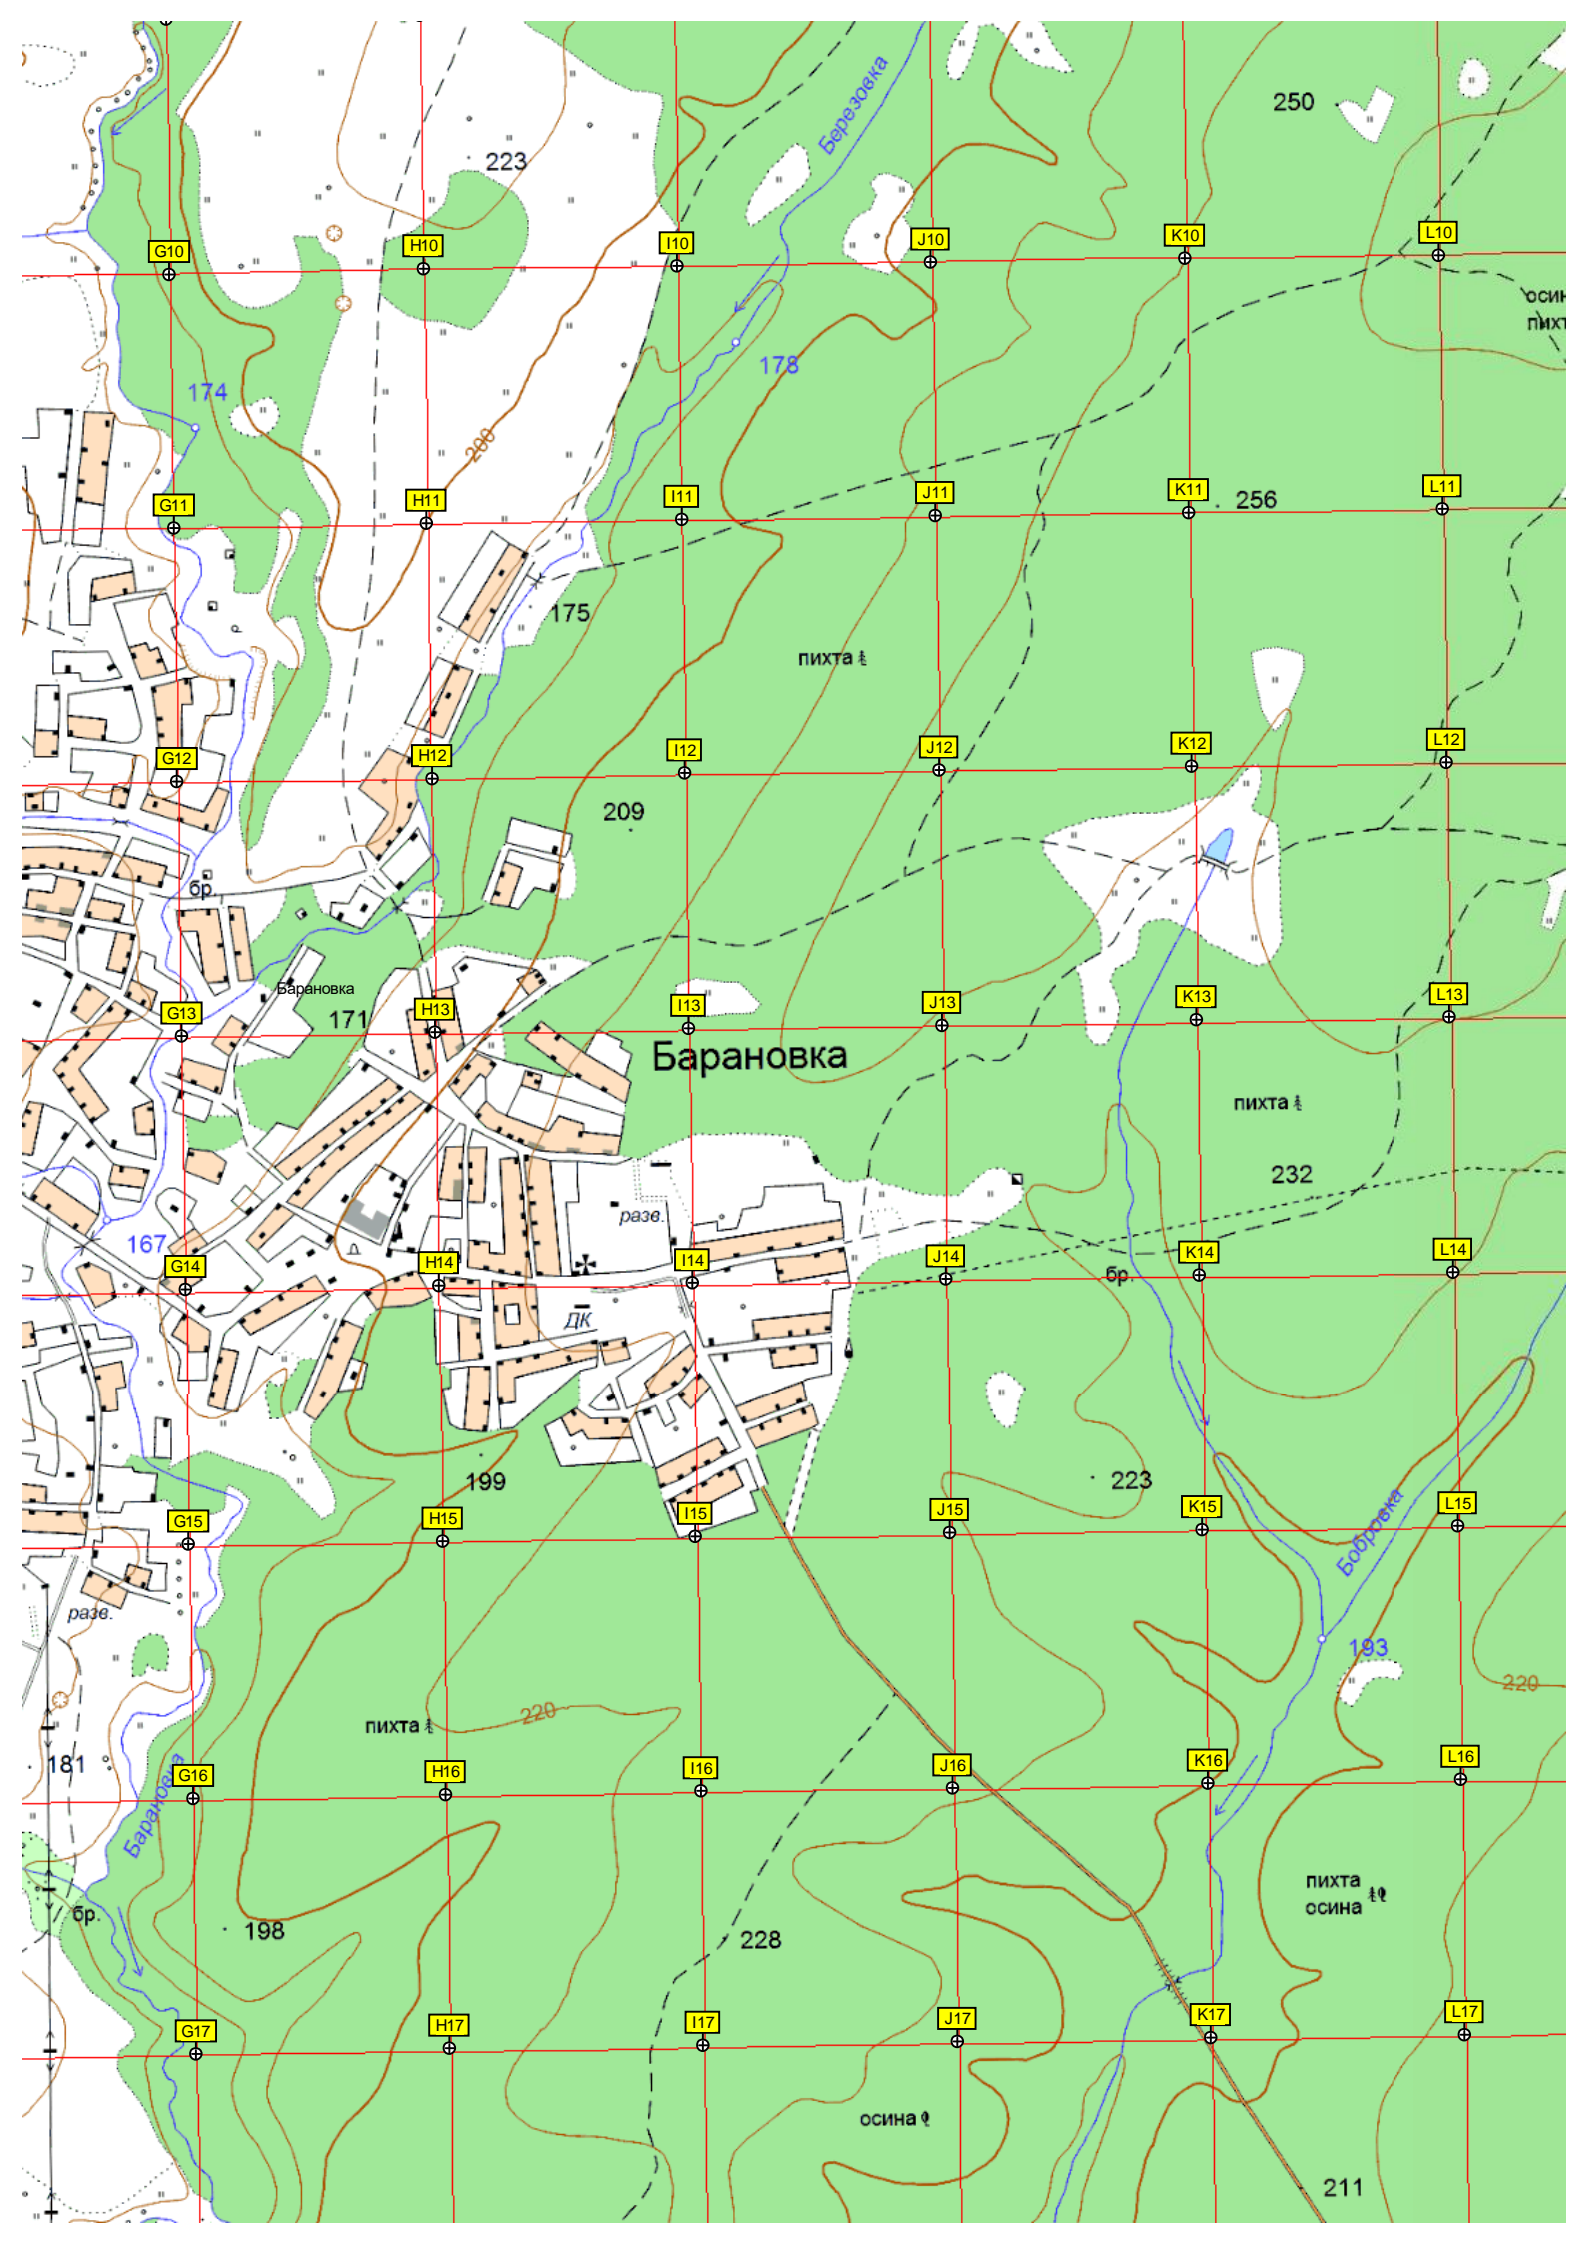 Березовка
250
223
G10
H10
I10
J10
K10
L10
осин
пихт
178
174
200
G11
H11
I11
J11
K11
256
L11
175
пихта
G12
H12
I12
J12
K12
L12
209
бр.
Барановка
171
G13
H13
I13
J13
K13
L13
Барановка
пихта
232
разв.
167
G14
H14
I14
J14
K14
L14
бр.
ДК
199
223
G15
H15
I15
J15
K15
L15
Бобровка
разв.
193
220
220
пихта
181
Барановка
G16
H16
I16
J16
K16
L16
пихта
осина
бр.
198
228
G17
H17
I17
J17
K17
L17
осина
211